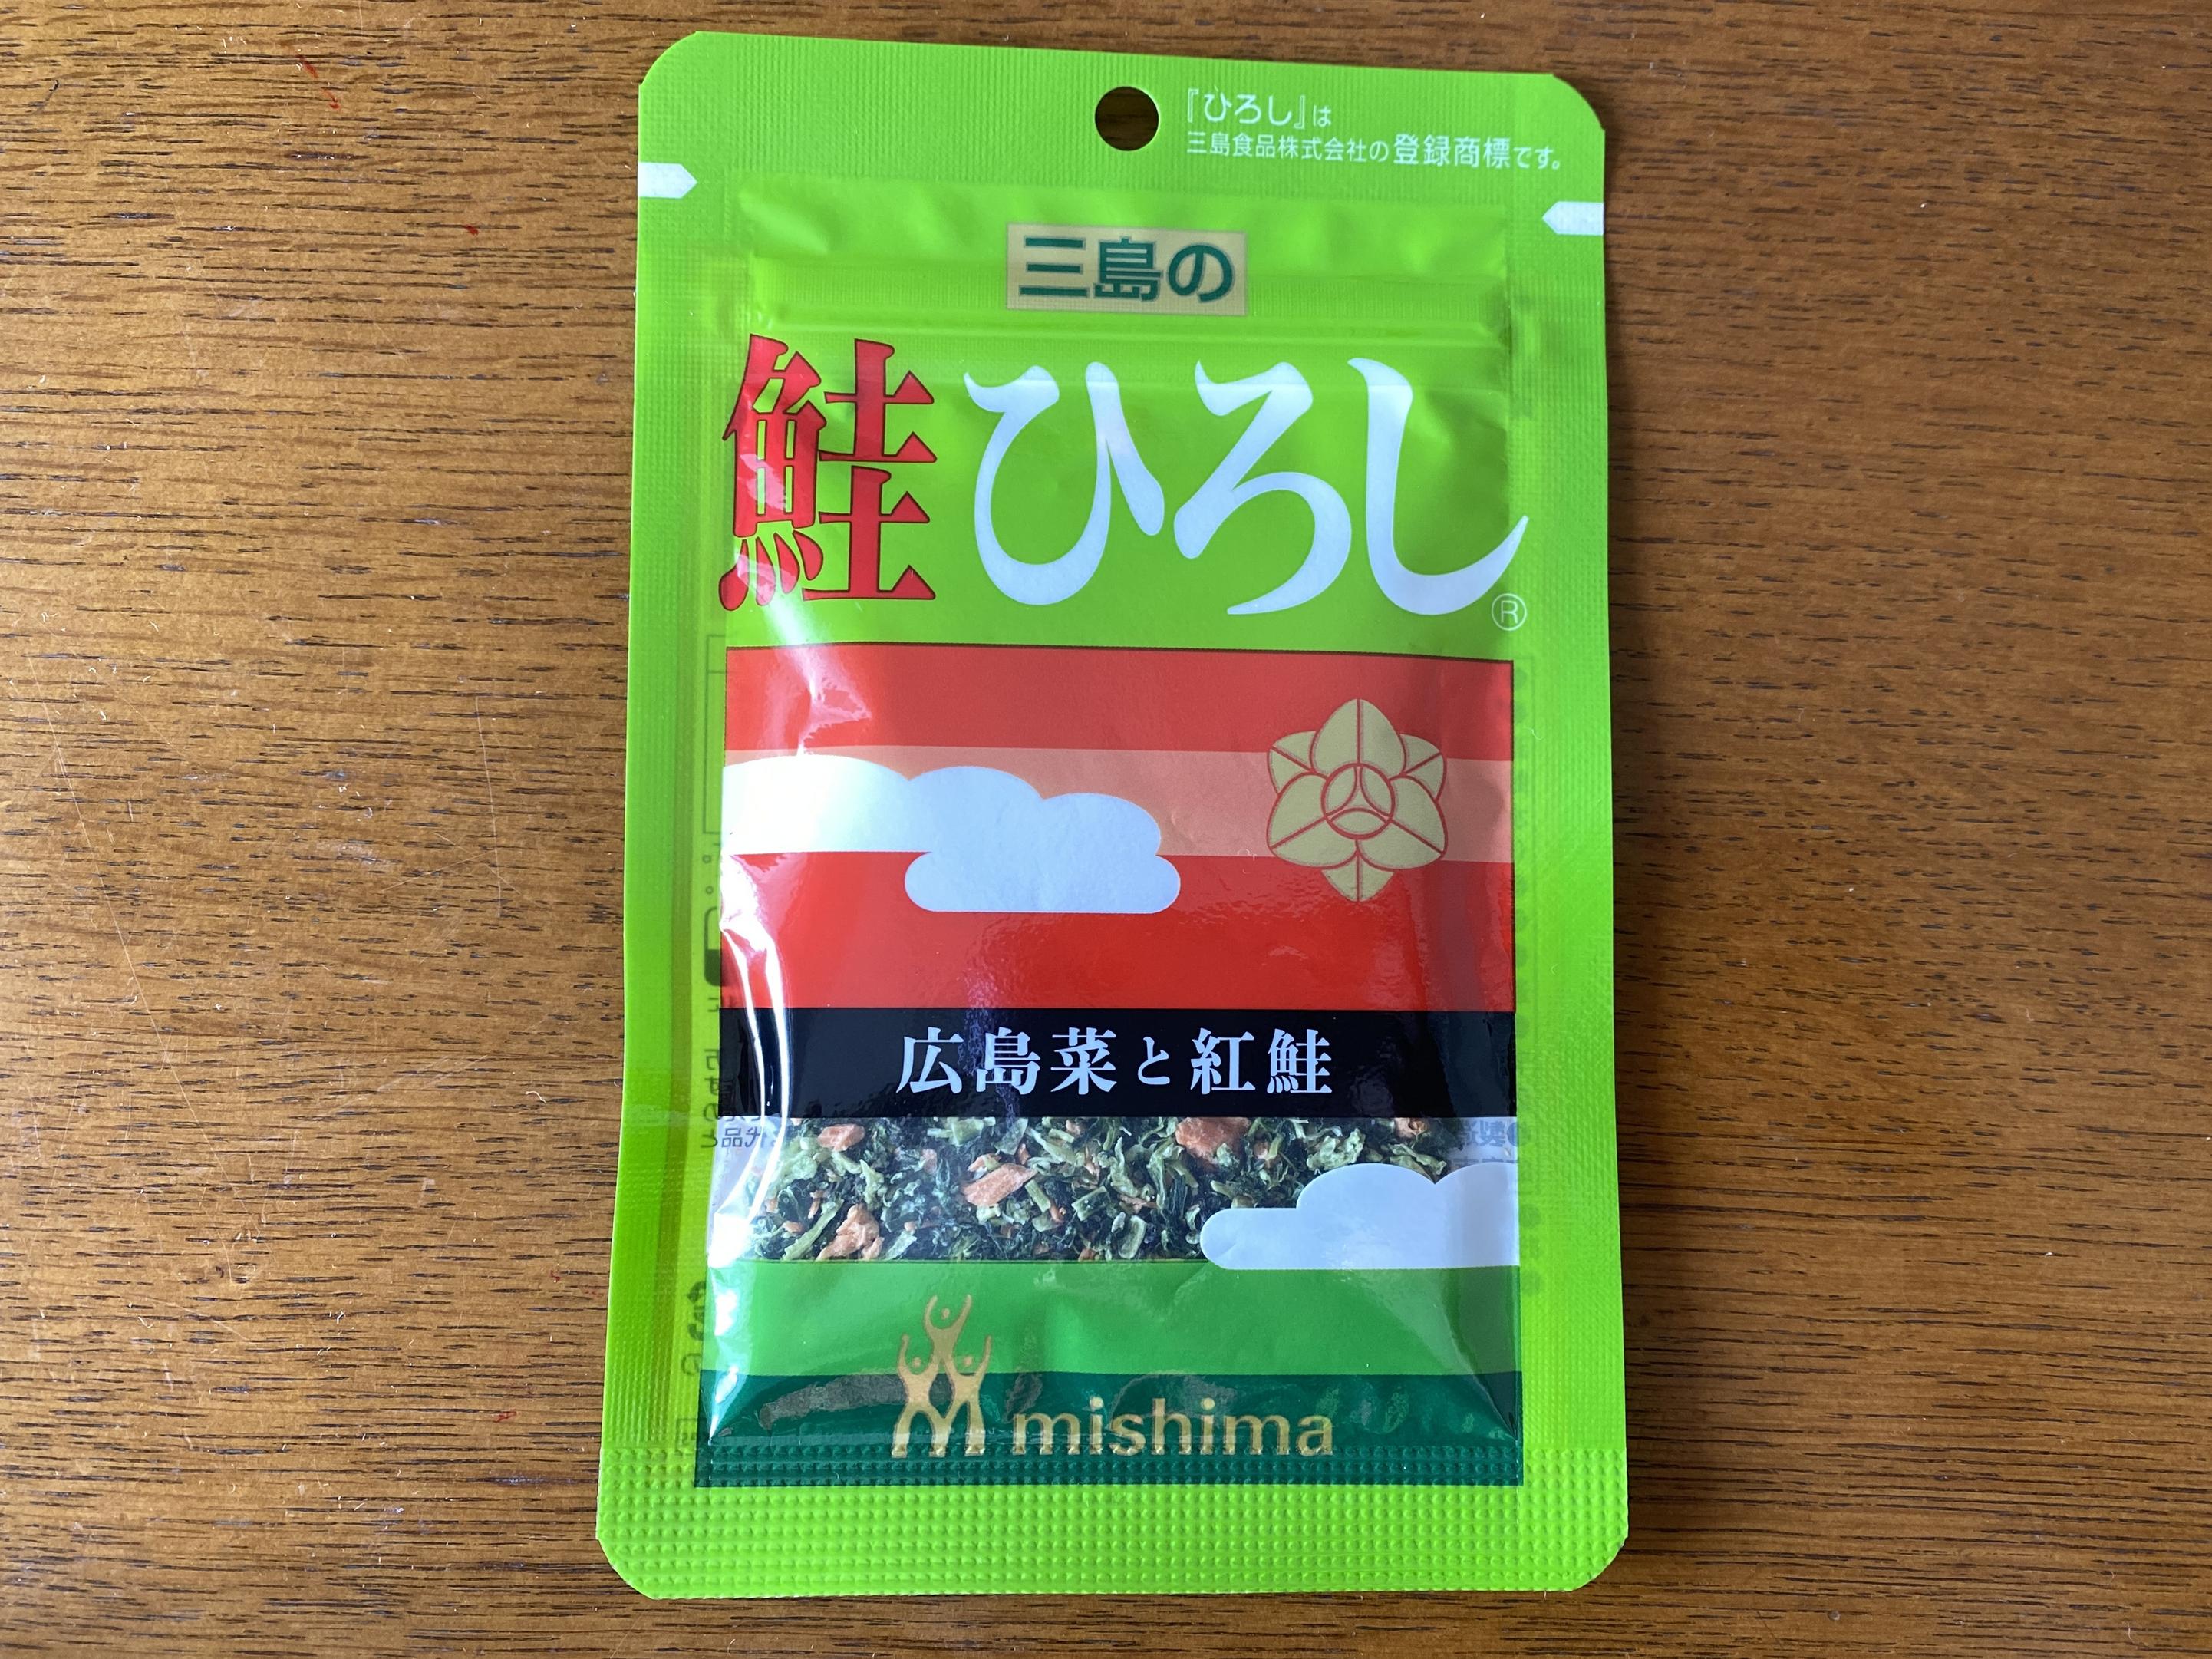 『ひろし』は
三島食品株式会社の登録商標です。
三島の
鮭ひろし®
広島菜と紅鮭
mishima